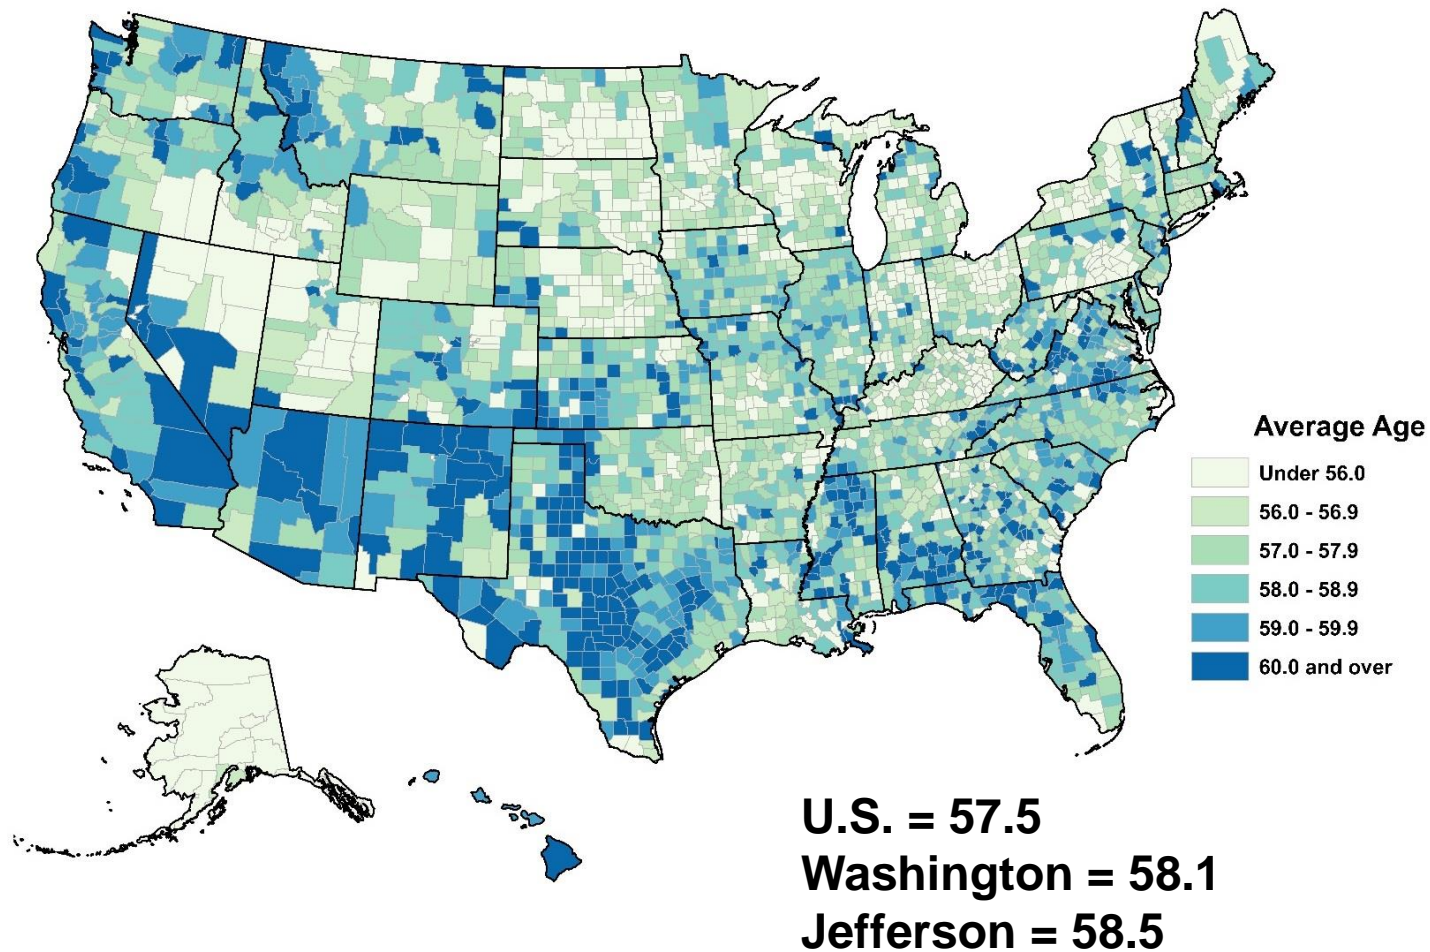 Average Age
Under 56.0
56.0 - 56.9
57.0 - 57.9
58.0 - 58.9
59.0 - 59.9
60.0 and over
U.S. = 57.5
Washington = 58.1
Jefferson = 58.5